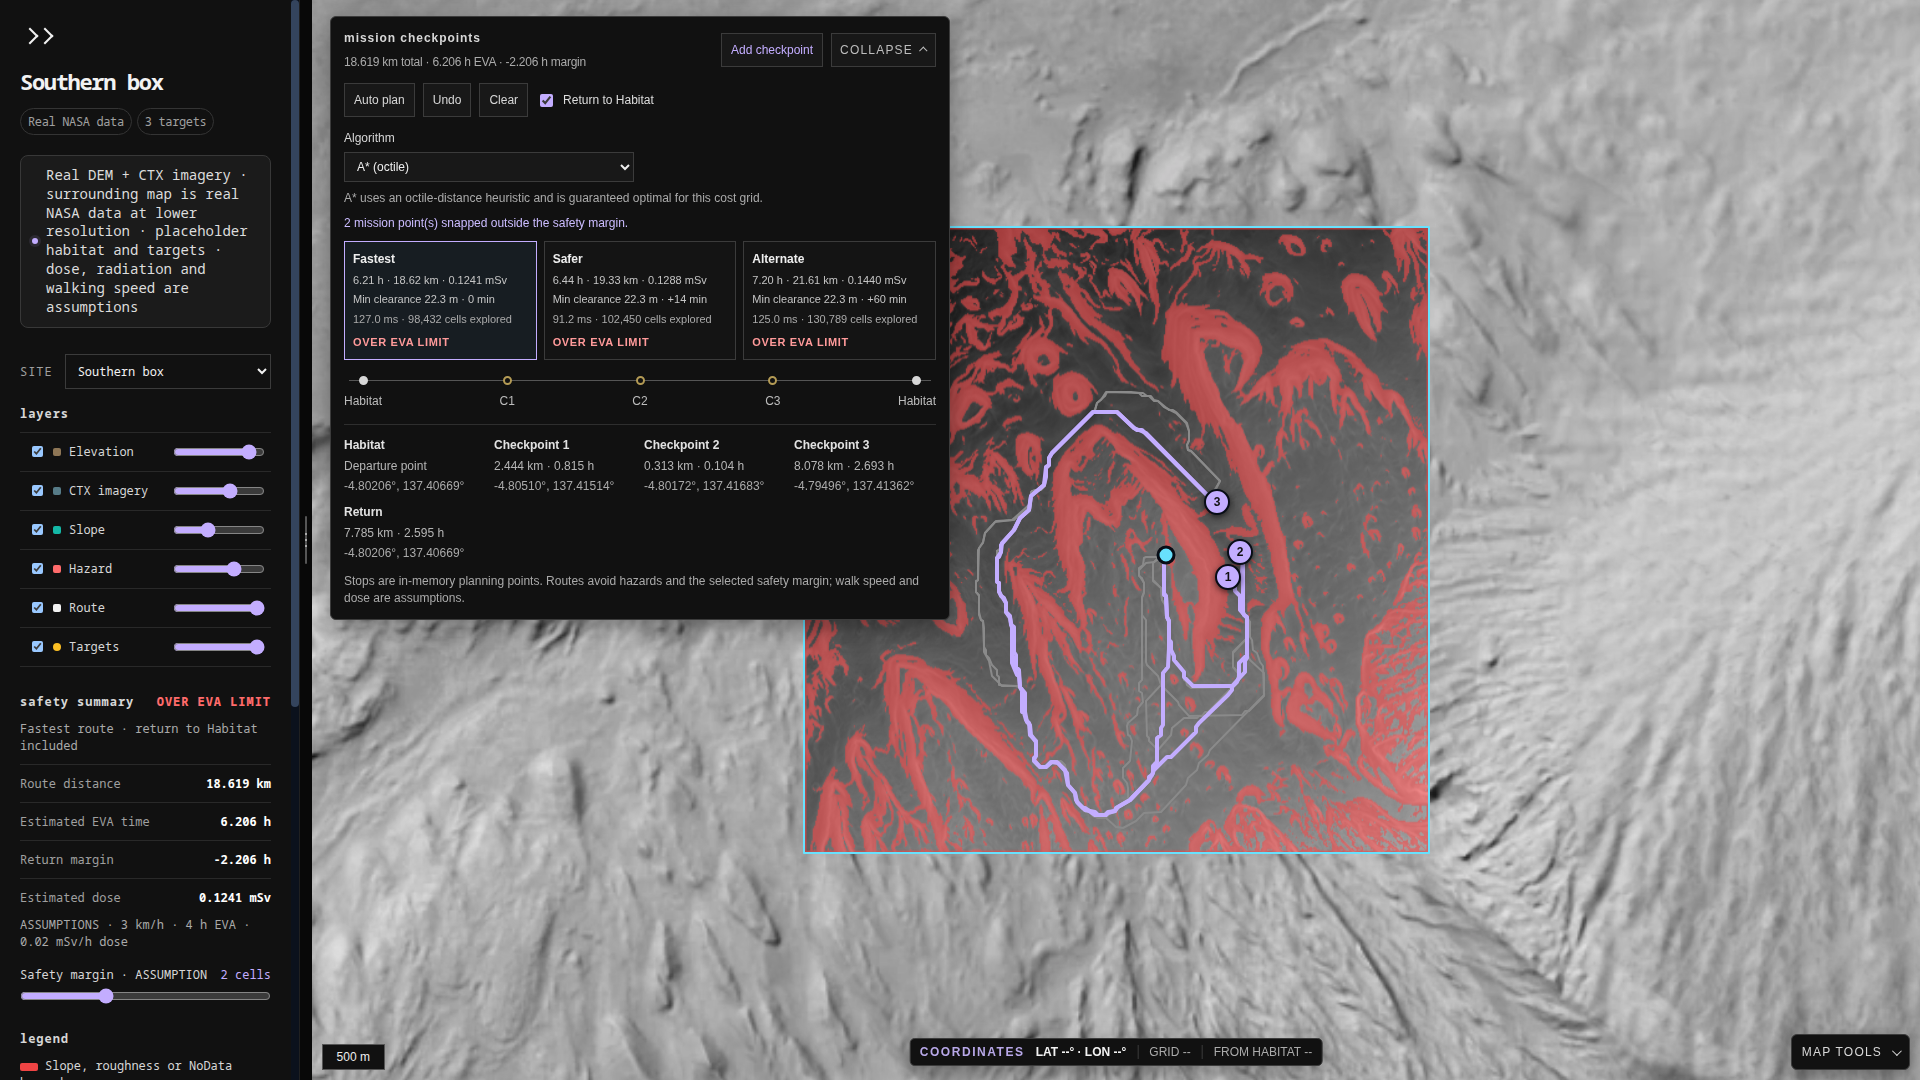 Southern box
Real NASA data
3 targets
Real DEM + CTX imagery ·
surrounding map is real
NASA data at lower
resolution · placeholder
habitat and targets ·
dose, radiation and
walking speed are
assumptions
SITE
Southern box
layers
Elevation
CTX imagery
Slope
Hazard
Route
Targets
safety summary
OVER EVA LIMIT
Fastest route · return to Habitat
included
Route distance
18.619 km
Estimated EVA time
6.206 h
Return margin
-2.206 h
Estimated dose
0.1241 mSv
ASSUMPTIONS · 3 km/h · 4 h EVA ·
0.02 mSv/h dose
Safety margin · ASSUMPTION
2 cells
legend
Slope, roughness or NoData
mission checkpoints
18.619 km total · 6.206 h EVA · -2.206 h margin
Add checkpoint
COLLAPSE
Auto plan
Undo
Clear
Return to Habitat
Algorithm
A* (octile)
A* uses an octile-distance heuristic and is guaranteed optimal for this cost grid.
2 mission point(s) snapped outside the safety margin.
Fastest
6.21 h · 18.62 km · 0.1241 mSv
Min clearance 22.3 m · 0 min
127.0 ms · 98,432 cells explored
OVER EVA LIMIT
Safer
6.44 h · 19.33 km · 0.1288 mSv
Min clearance 22.3 m · +14 min
91.2 ms · 102,450 cells explored
OVER EVA LIMIT
Alternate
7.20 h · 21.61 km · 0.1440 mSv
Min clearance 22.3 m · +60 min
125.0 ms · 130,789 cells explored
OVER EVA LIMIT
Habitat
C1
C2
C3
Habitat
Habitat
Departure point
-4.80206°, 137.40669°
Checkpoint 1
2.444 km · 0.815 h
-4.80510°, 137.41514°
Checkpoint 2
0.313 km · 0.104 h
-4.80172°, 137.41683°
Checkpoint 3
8.078 km · 2.693 h
-4.79496°, 137.41362°
Return
7.785 km · 2.595 h
-4.80206°, 137.40669°
Stops are in-memory planning points. Routes avoid hazards and the selected safety margin; walk speed and
dose are assumptions.
3
2
1
500 m
COORDINATES
LAT --° · LON --°
GRID --
FROM HABITAT --
MAP TOOLS